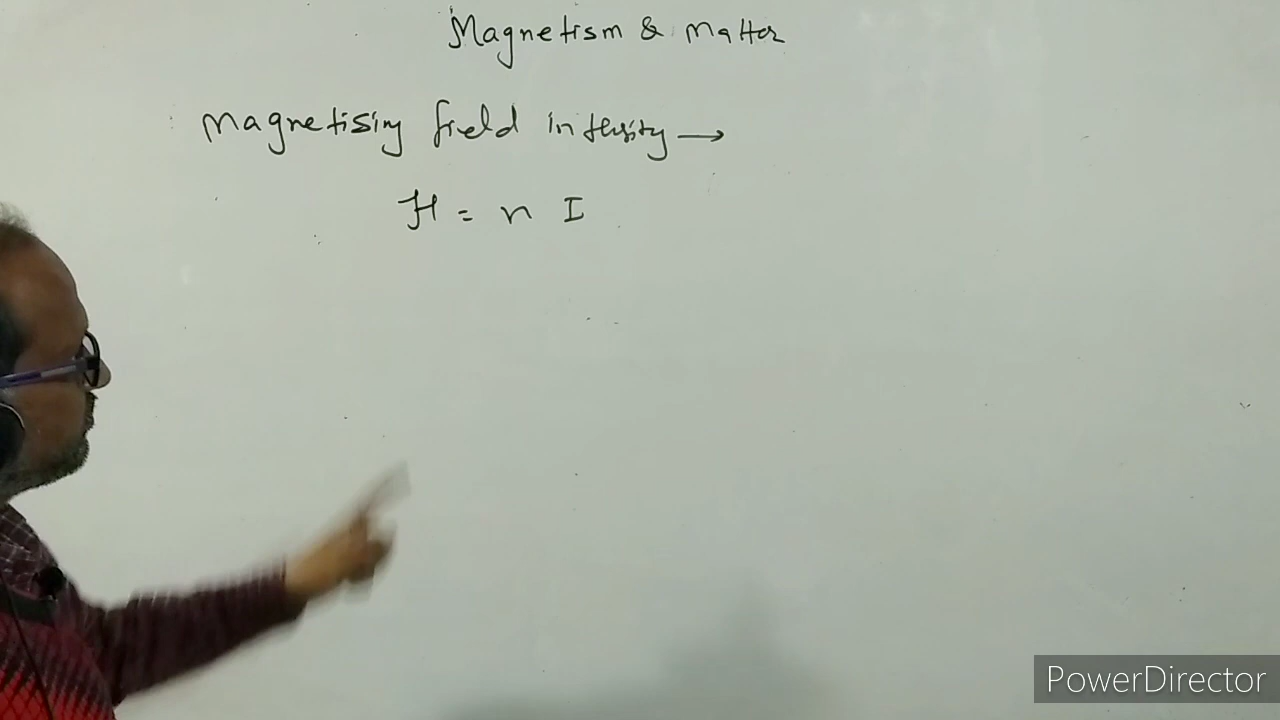 Magnetism & Matter
Magnetising field intensity →
H = n I
PowerDirector